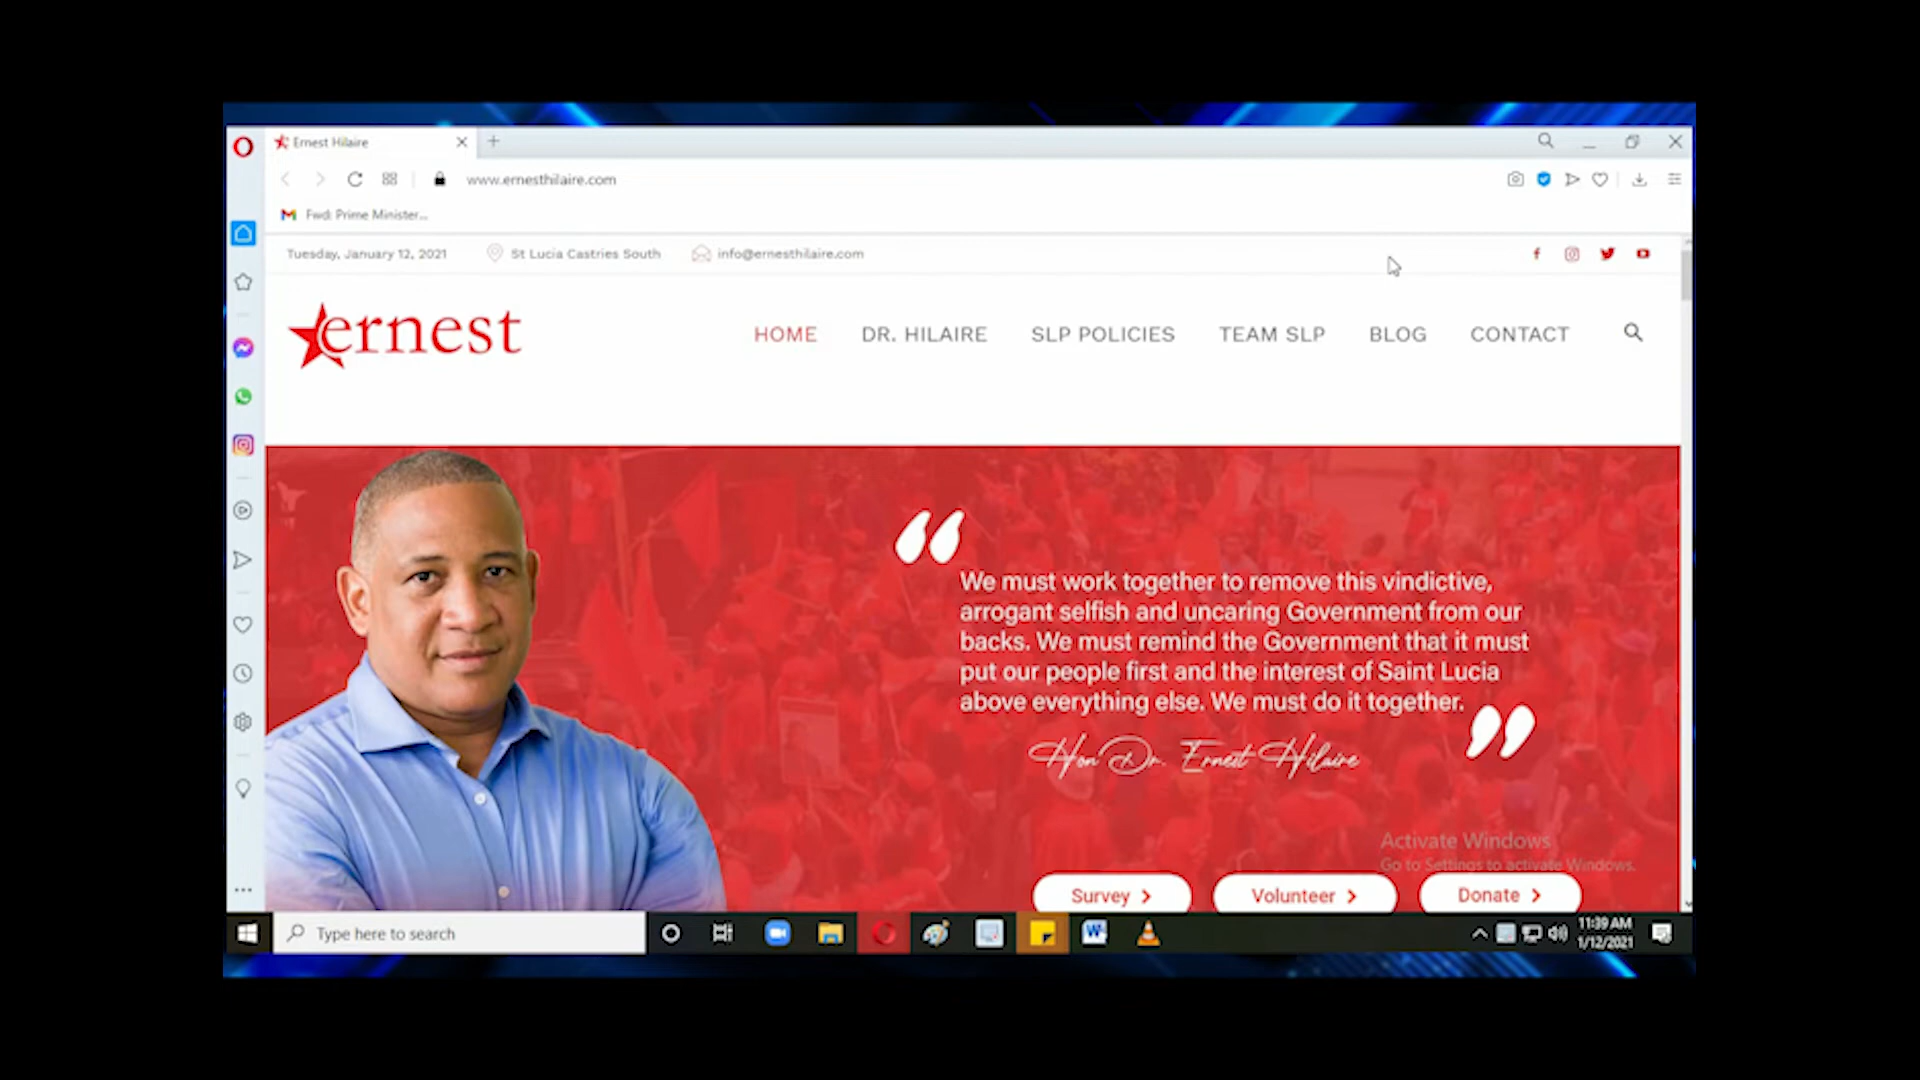 Ernest Hilaire
www.ernesthilaire.com
Fwd: Prime Minister...
Tuesday, January 12, 2021
St Lucia Castries South
info@ernesthilaire.com
ernest
HOME
DR. HILAIRE
SLP POLICIES
TEAM SLP
BLOG
CONTACT
We must work together to remove this vindictive,
arrogant selfish and uncaring Government from our
backs. We must remind the Government that it must
put our people first and the interest of Saint Lucia
above everything else. We must do it together.
Hon Dr. Ernest Hilaire
Activate Windows
Go to Settings to activate Windows.
Survey
Volunteer
Donate
Type here to search
11:39 AM
1/12/2021